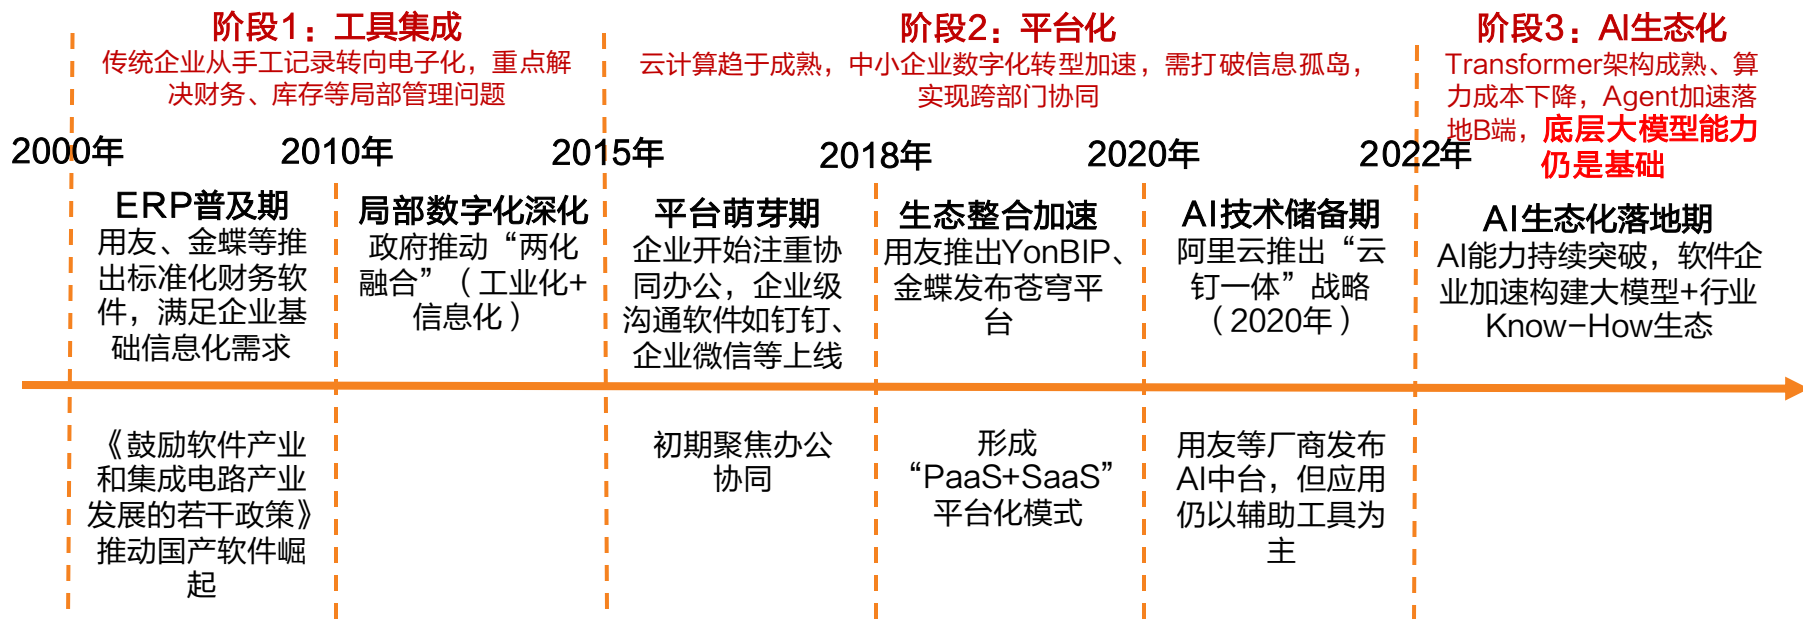 阶段1：工具集成
传统企业从手工记录转向电子化，重点解
决财务、库存等局部管理问题
阶段2：平台化
云计算趋于成熟，中小企业数字化转型加速，需打破信息孤岛，
实现跨部门协同
阶段3：AI生态化
Transformer架构成熟、算
力成本下降，Agent加速落
地B端，底层大模型能力
仍是基础
2000年
2010年
2015年
2018年
2020年
2022年
ERP普及期
用友、金蝶等推
出标准化财务软
件，满足企业基
础信息化需求
局部数字化深化
政府推动“两化
融合”（工业化+
信息化）
平台萌芽期
企业开始注重协
同办公，企业级
沟通软件如钉钉、
企业微信等上线
生态整合加速
用友推出YonBIP、
金蝶发布苍穹平
台
AI技术储备期
阿里云推出“云
钉一体”战略
（2020年）
AI生态化落地期
AI能力持续突破，软件企
业加速构建大模型+行业
Know-How生态
《鼓励软件产业
和集成电路产业
发展的若干政策》
推动国产软件崛
起
初期聚焦办公
协同
形成
“PaaS+SaaS”
平台化模式
用友等厂商发布
AI中台，但应用
仍以辅助工具为
主